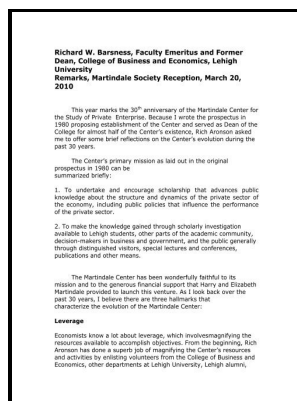 Richard W. Barsness, Faculty Emeritus and Former
Dean, College of Business and Economics, Lehigh
University
Remarks, Martindale Society Reception, March 20,
2010
This year marks the 30th anniversary of the Martindale Center for
the Study of Private Enterprise. Because I wrote the prospectus in
1980 proposing establishment of the Center and served as Dean of the
College for almost half of the Center's existence, Rich Aronson asked
me to offer some brief reflections on the Center's evolution during the
past 30 years.
The Center's primary mission as laid out in the original
prospectus in 1980 can be
summarized briefly:
1. To undertake and encourage scholarship that advances public
knowledge about the structure and dynamics of the private sector of
the economy, including public policies that influence the performance
of the private sector.
2. To make the knowledge gained through scholarly investigation
available to Lehigh students, other parts of the academic community,
decision-makers in business and government, and the public generally
through distinguished visitors, special lectures and conferences,
publications and other means.
The Martindale Center has been wonderfully faithful to its
mission and to the generous financial support that Harry and Elizabeth
Martindale provided to launch this venture. As I look back over the
past 30 years, I believe there are three hallmarks that
characterize the evolution of the Martindale Center:
Leverage
Economists know a lot about leverage, which involvesmagnifying the
resources available to accomplish objectives. From the beginning, Rich
Aronson has done a superb job of magnifying the Center's resources
and activities by enlisting volunteers from the College of Business and
Economics, other departments at Lehigh University, Lehigh alumni,